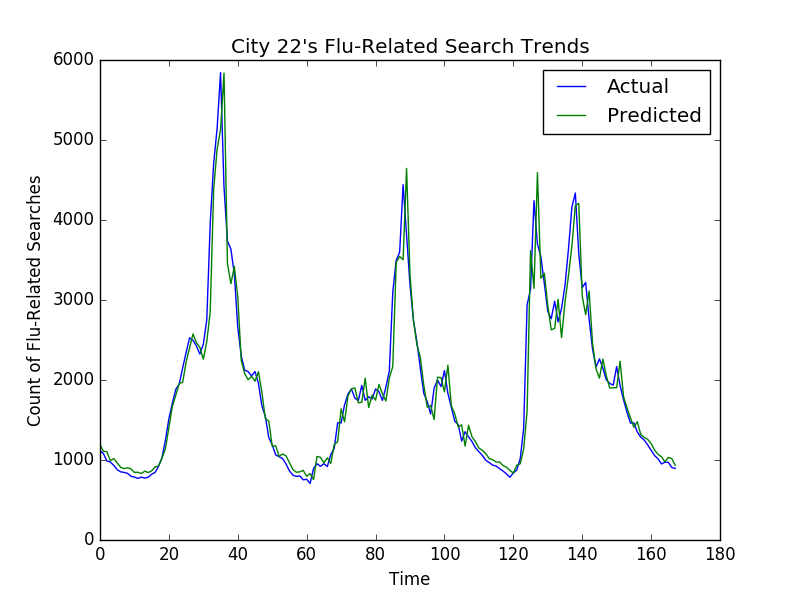 City 22's Flu-Related Search Trends
Actual
Predicted
Count of Flu-Related Searches
6000
5000
4000
3000
2000
1000
0
0 20 40 60 80 100 120 140 160 180
Time